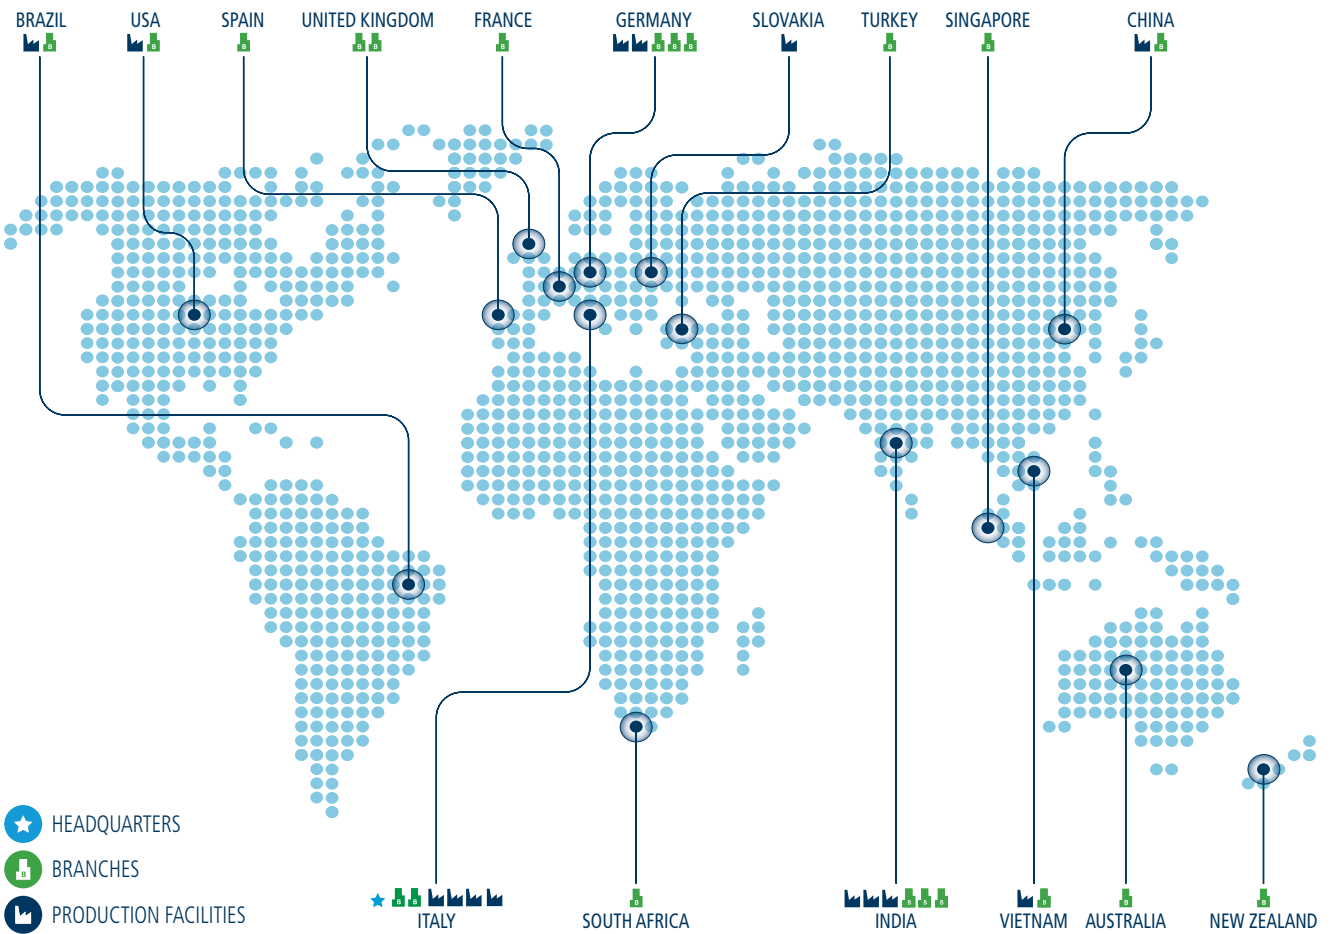 BRAZIL
USA
SPAIN
UNITED KINGDOM
FRANCE
GERMANY
SLOVAKIA
TURKEY
SINGAPORE
CHINA
B
B
B
B B
B
B B B
B
B
B
HEADQUARTERS
B
BRANCHES
PRODUCTION FACILITIES
B B
B
B B B
B
B
B
ITALY
SOUTH AFRICA
INDIA
VIETNAM
AUSTRALIA
NEW ZEALAND